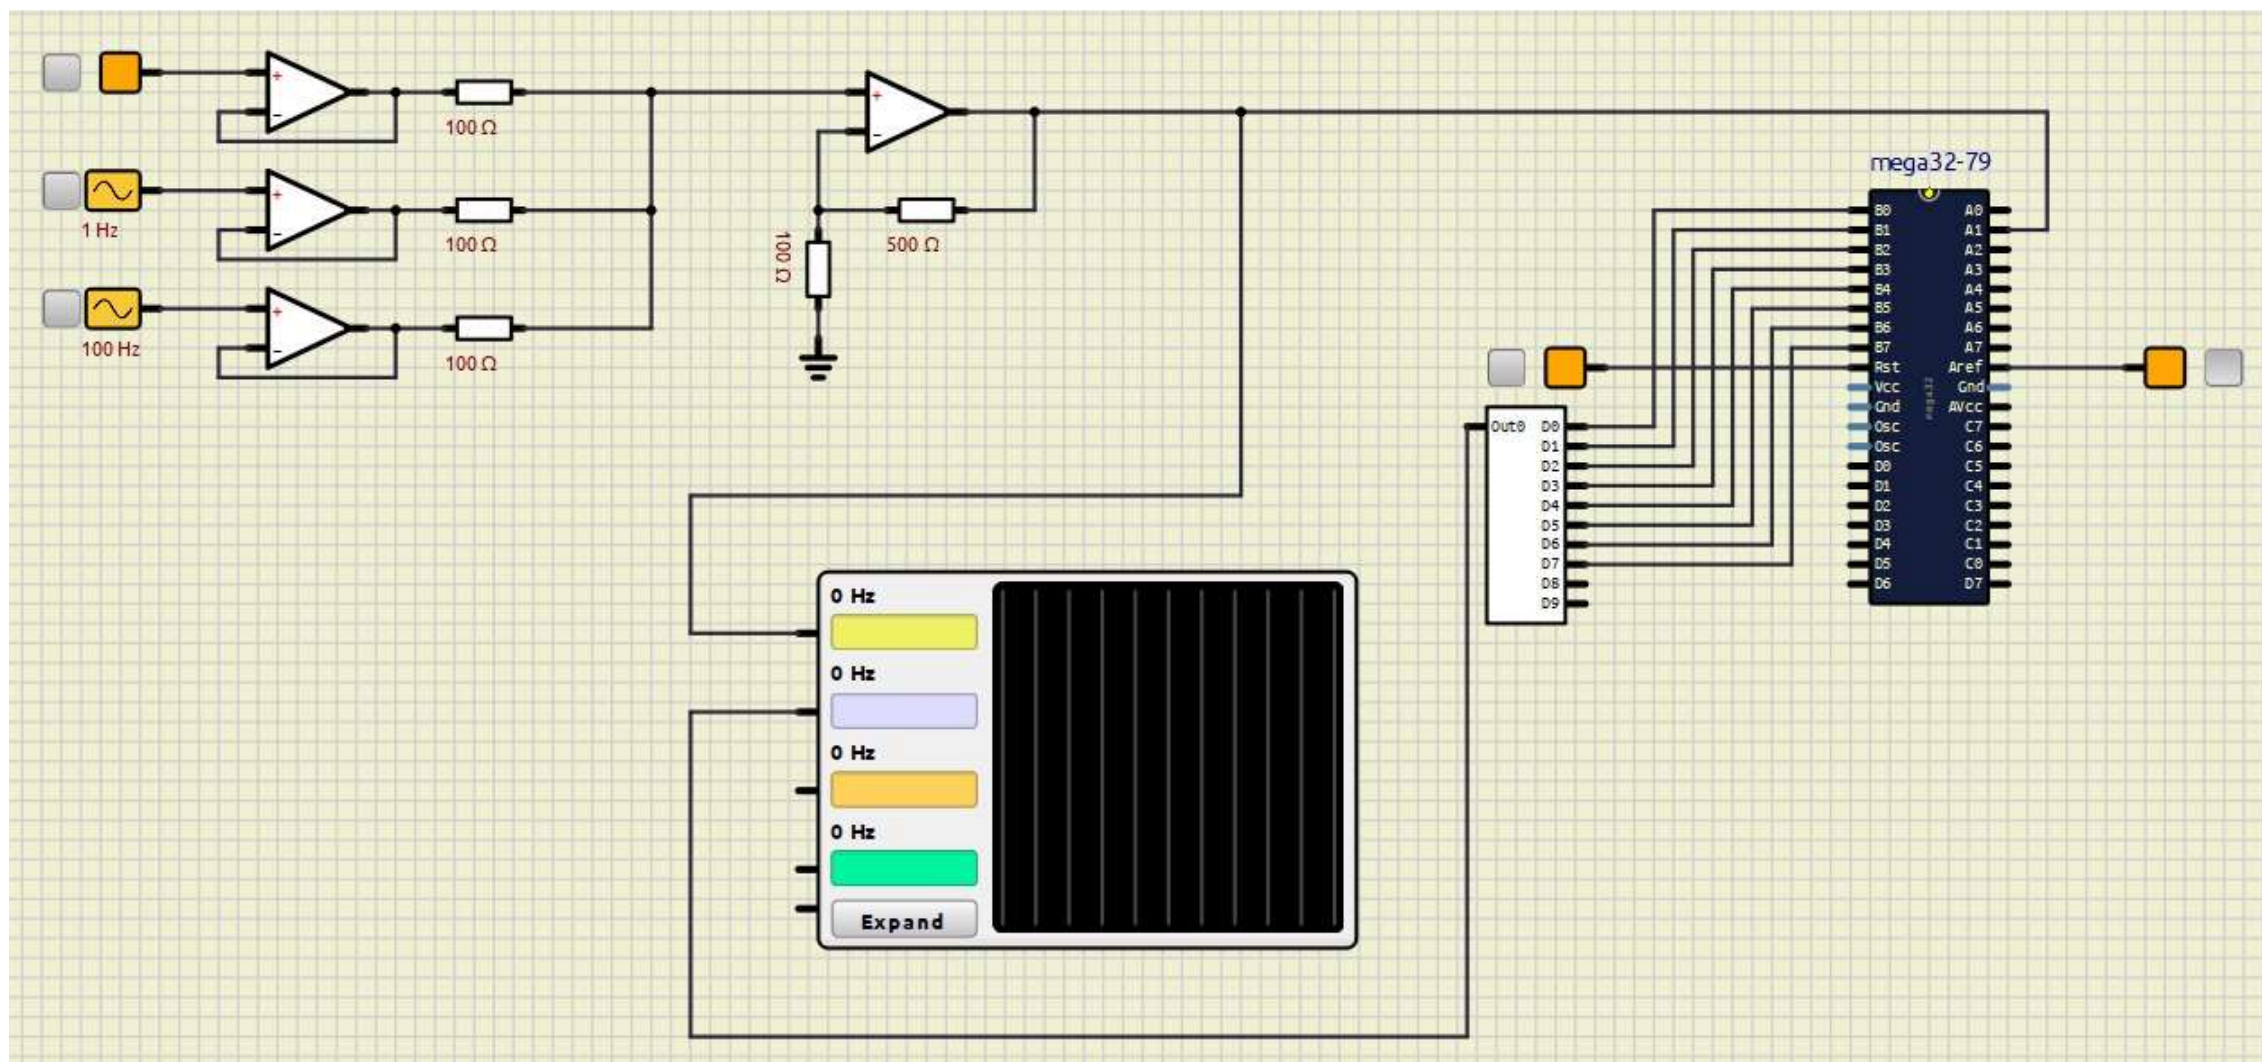 +
−
100 Ω
1 Hz
+
−
100 Ω
100 Hz
+
−
100 Ω
+
−
500 Ω
100 Ω
mega32-79
B0 A0
B1 A1
B2 A2
B3 A3
B4 A4
B5 A5
B6 A6
B7 A7
Rst Aref
Vcc Gnd
Gnd AVcc
Osc C7
Osc C6
D0 C5
D1 C4
D2 C3
D3 C2
D4 C1
D5 C0
D6 D7
mega32
Out0 D0
D1
D2
D3
D4
D5
D6
D7
D8
D9
0 Hz
0 Hz
0 Hz
0 Hz
Expand